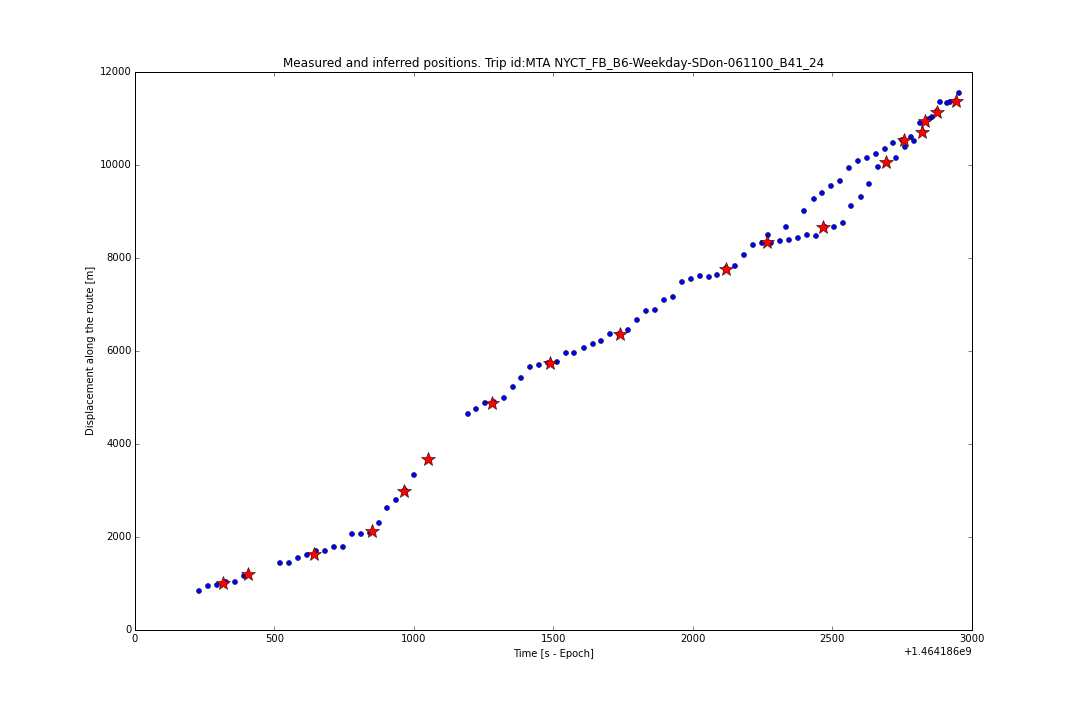 Measured and inferred positions. Trip id:MTA NYCT_FB_B6-Weekday-SDon-061100_B41_24
12000
10000
8000
6000
4000
2000
0
Displacement along the route [m]
0 500 1000 1500 2000 2500 3000
Time [s - Epoch]
+1.464186e9